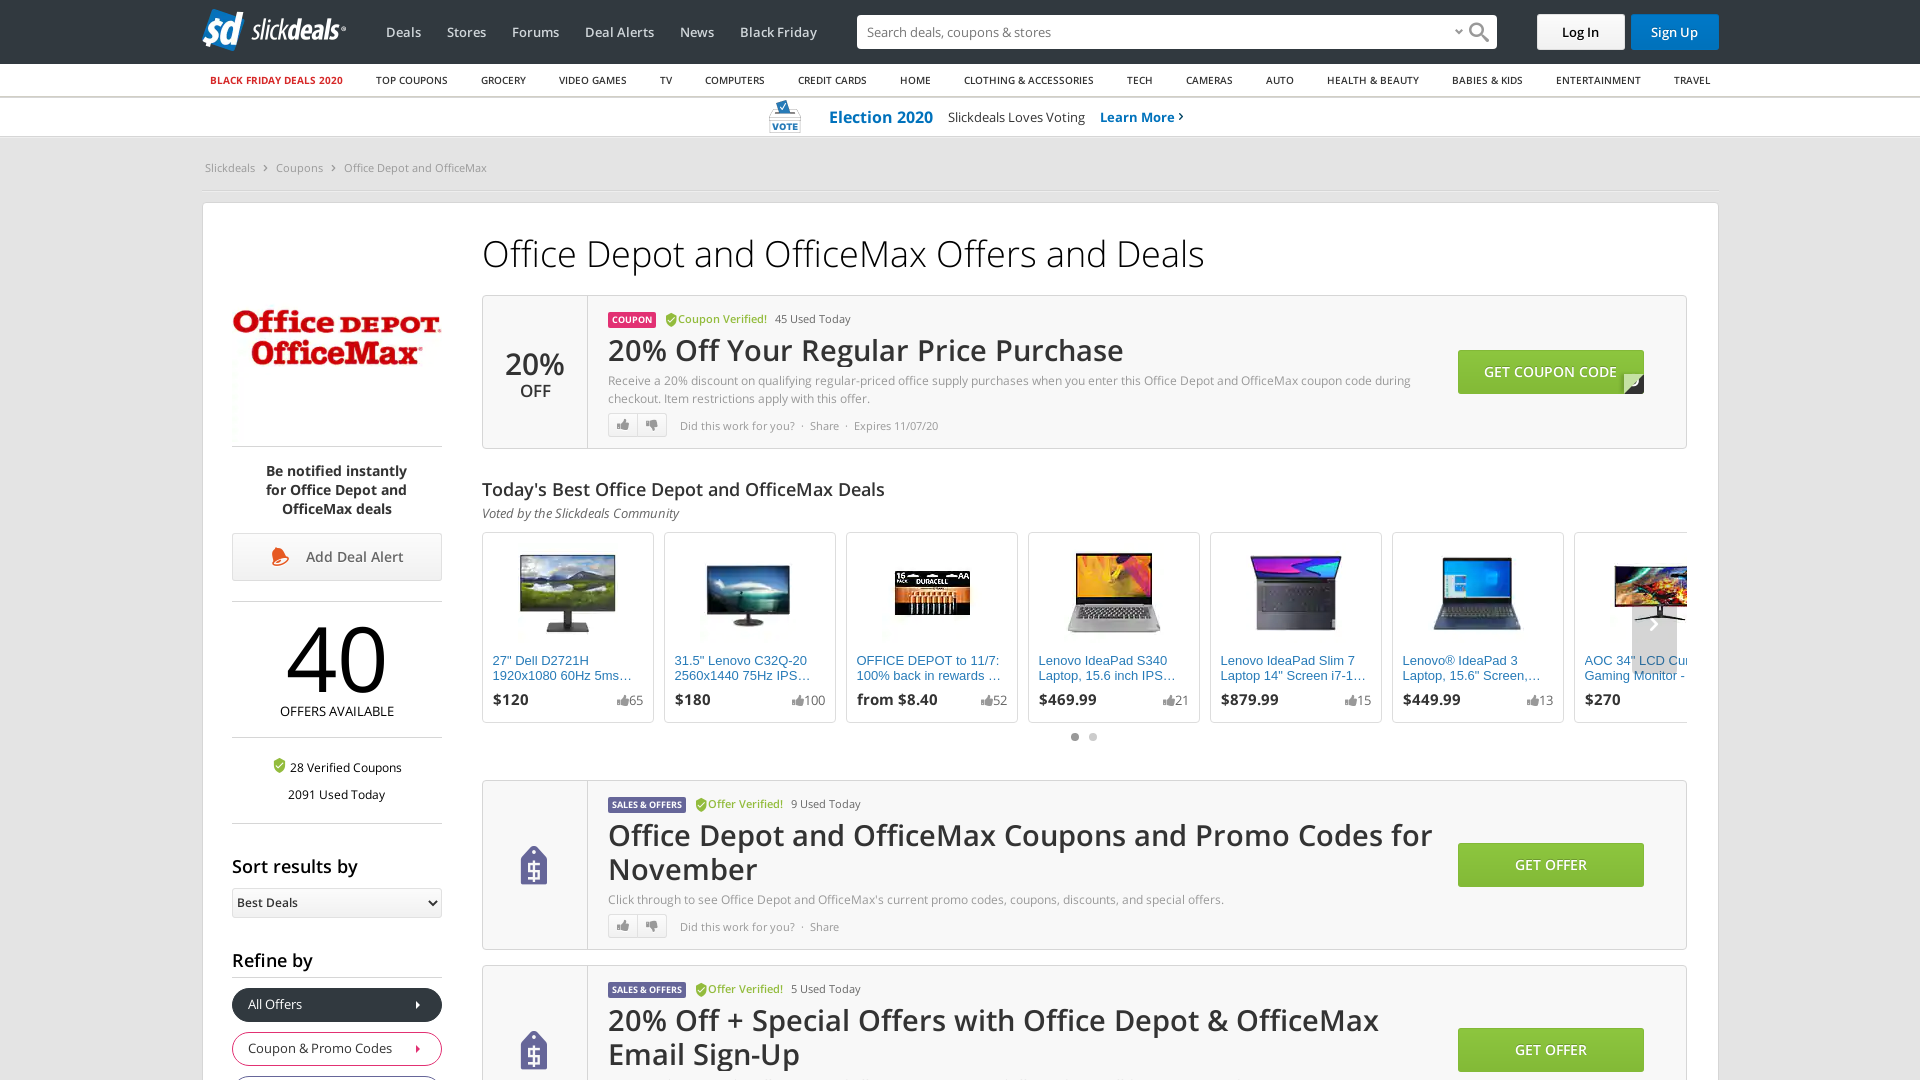 slickdeals
Deals
Stores
Forums
Deal Alerts
News
Black Friday
Search deals, coupons & stores
Log In
Sign Up
BLACK FRIDAY DEALS 2020
TOP COUPONS
GROCERY
VIDEO GAMES
TV
COMPUTERS
CREDIT CARDS
HOME
CLOTHING & ACCESSORIES
TECH
CAMERAS
AUTO
HEALTH & BEAUTY
BABIES & KIDS
ENTERTAINMENT
TRAVEL
VOTE
Election 2020
Slickdeals Loves Voting
Learn More
Slickdeals
Coupons
Office Depot and OfficeMax
Office DEPOT
OfficeMax
Be notified instantly
for Office Depot and
OfficeMax deals
Add Deal Alert
40
OFFERS AVAILABLE
28 Verified Coupons
2091 Used Today
Sort results by
Best Deals
Refine by
All Offers
Coupon & Promo Codes
Office Depot and OfficeMax Offers and Deals
20%
OFF
COUPON
Coupon Verified!
45 Used Today
20% Off Your Regular Price Purchase
Receive a 20% discount on qualifying regular-priced office supply purchases when you enter this Office Depot and OfficeMax coupon code during
checkout. Item restrictions apply with this offer.
Did this work for you? · Share · Expires 11/07/20
GET COUPON CODE
Today's Best Office Depot and OfficeMax Deals
Voted by the Slickdeals Community
27" Dell D2721H
1920x1080 60Hz 5ms…
$120
65
31.5" Lenovo C32Q-20
2560x1440 75Hz IPS…
$180
100
16 PACK
DURACELL
AA
OFFICE DEPOT to 11/7:
100% back in rewards …
from $8.40
52
Lenovo IdeaPad S340
Laptop, 15.6 inch IPS…
$469.99
21
Lenovo IdeaPad Slim 7
Laptop 14" Screen i7-1…
$879.99
15
Lenovo® IdeaPad 3
Laptop, 15.6" Screen,…
$449.99
13
AOC 34" LCD Cu
Gaming Monitor -
$270
SALES & OFFERS
Offer Verified!
9 Used Today
Office Depot and OfficeMax Coupons and Promo Codes for
November
Click through to see Office Depot and OfficeMax's current promo codes, coupons, discounts, and special offers.
Did this work for you? · Share
GET OFFER
SALES & OFFERS
Offer Verified!
5 Used Today
20% Off + Special Offers with Office Depot & OfficeMax
Email Sign-Up
GET OFFER